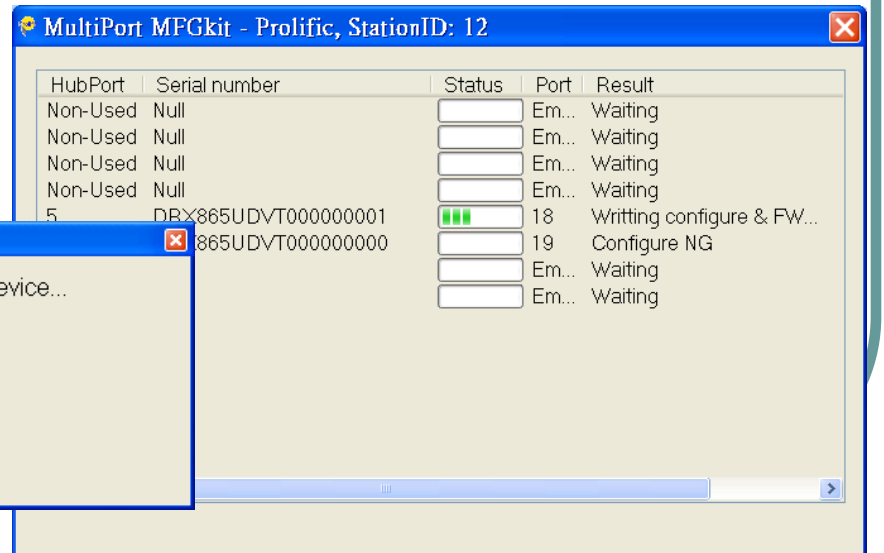 MultiPort MFGkit - Prolific, StationID: 12
HubPort Serial number Status Port Result
Non-Used Null Em... Waiting
Non-Used Null Em... Waiting
Non-Used Null Em... Waiting
Non-Used Null Em... Waiting
5 DRX865UDVT000000001 18 Writting configure & FW...
865UDVT000000000 19 Configure NG
Em... Waiting
Em... Waiting
evice...